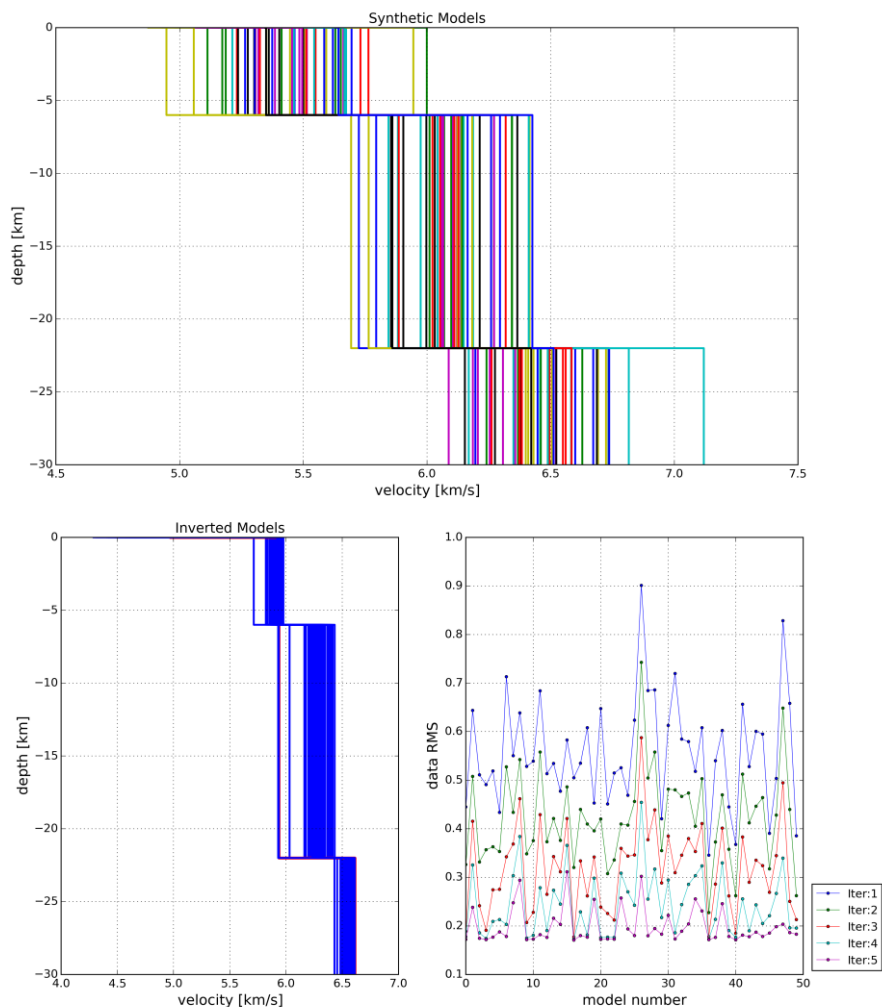 Synthetic Models
0
−5
−10
−15
−20
−25
−30
depth [km]
4.5 5.0 5.5 6.0 6.5 7.0 7.5
velocity [km/s]
Inverted Models
0
−5
−10
−15
−20
−25
−30
depth [km]
4.0 4.5 5.0 5.5 6.0 6.5 7.0
velocity [km/s]
1.0
0.9
0.8
0.7
0.6
0.5
0.4
0.3
0.2
0.1
data RMS
0 10 20 30 40 50
model number
Iter:1
Iter:2
Iter:3
Iter:4
Iter:5